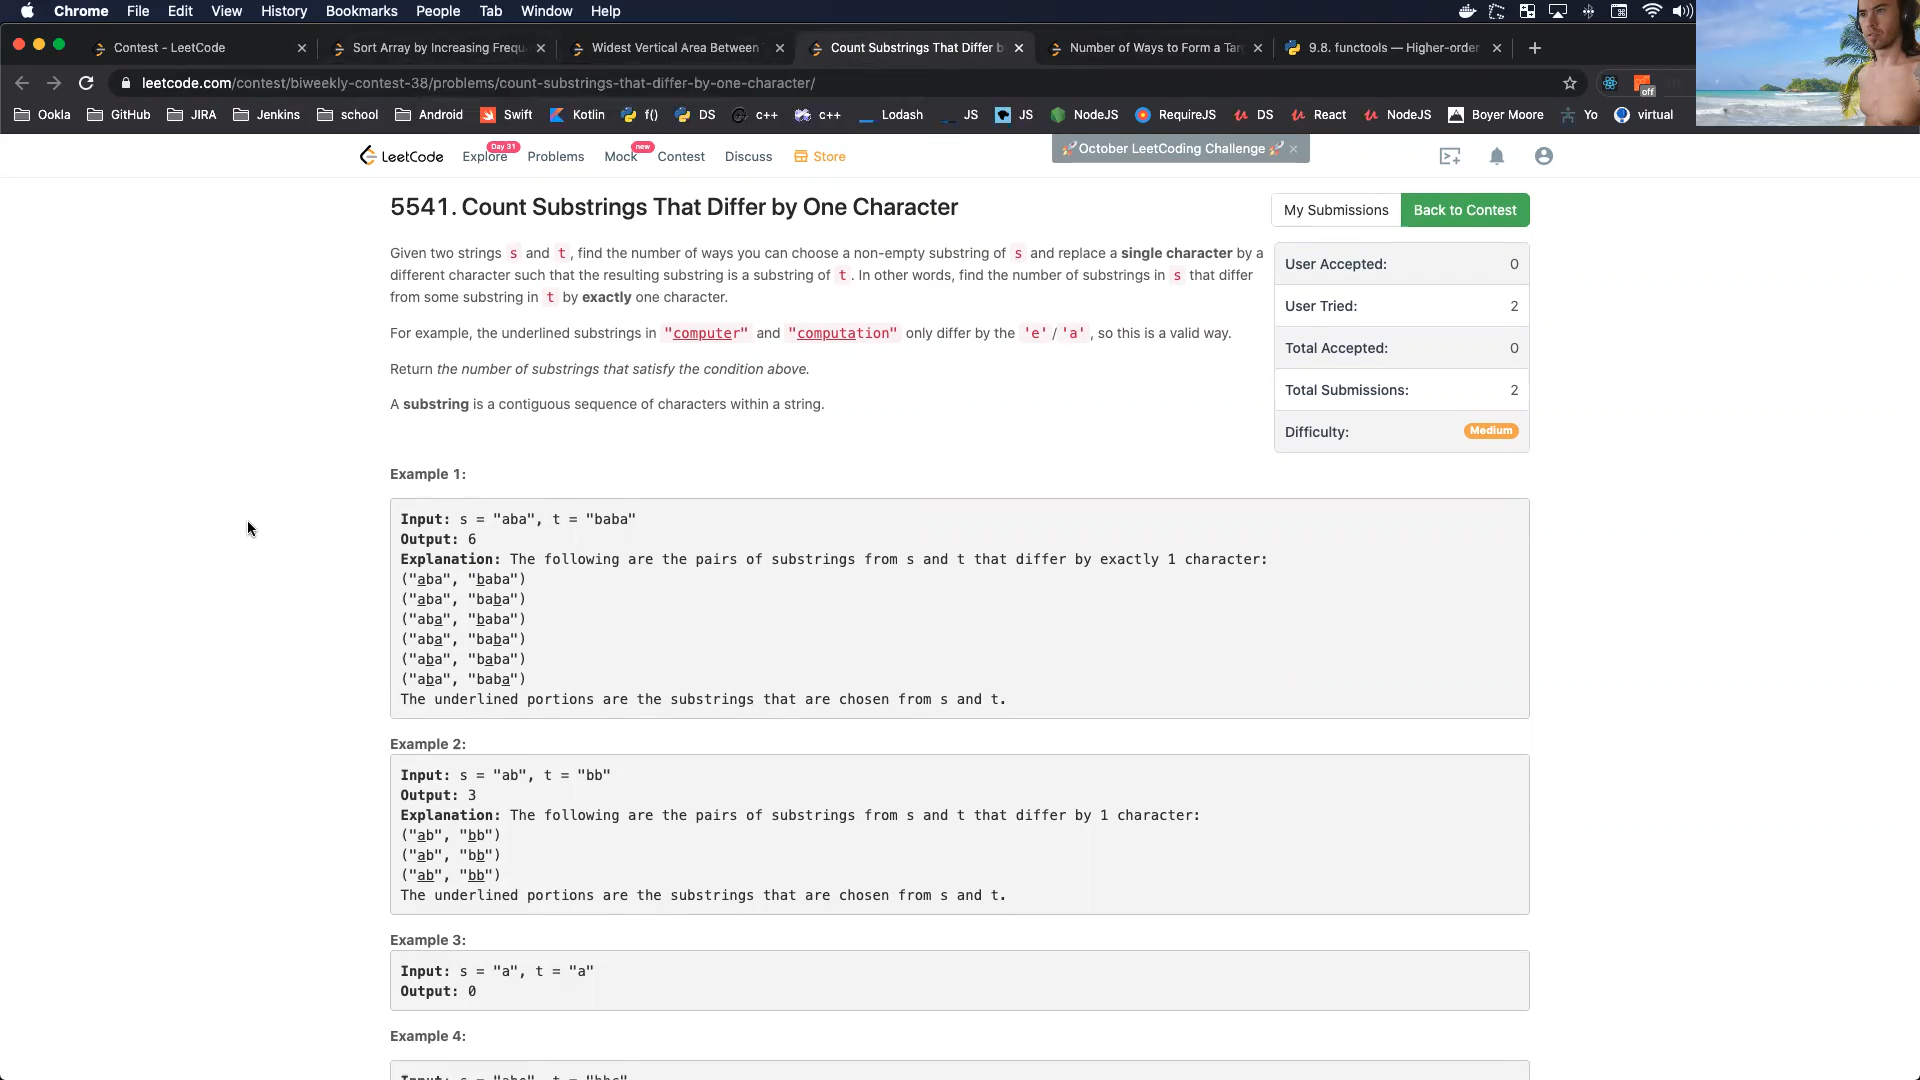 Chrome File Edit View History Bookmarks People Tab Window Help
Contest - LeetCode
Sort Array by Increasing Frequ
Widest Vertical Area Between
Count Substrings That Differ b
Number of Ways to Form a Tar
9.8. functools — Higher-order
leetcode.com/contest/biweekly-contest-38/problems/count-substrings-that-differ-by-one-character/
off
Ookla GitHub JIRA Jenkins school Android Swift Kotlin f() DS c++ c++ Lodash JS JS NodeJS RequireJS DS React NodeJS Boyer Moore Yo virtual
LeetCode Explore Day 31 Problems Mock new Contest Discuss Store
🚀October LeetCoding Challenge 🚀 ×
5541. Count Substrings That Differ by One Character
My Submissions Back to Contest
Given two strings s and t, find the number of ways you can choose a non-empty substring of s and replace a single character by a
different character such that the resulting substring is a substring of t. In other words, find the number of substrings in s that differ
from some substring in t by exactly one character.
For example, the underlined substrings in "computer" and "computation" only differ by the 'e'/'a', so this is a valid way.
Return the number of substrings that satisfy the condition above.
A substring is a contiguous sequence of characters within a string.
User Accepted: 0
User Tried: 2
Total Accepted: 0
Total Submissions: 2
Difficulty: Medium
Example 1:
Input: s = "aba", t = "baba"
Output: 6
Explanation: The following are the pairs of substrings from s and t that differ by exactly 1 character:
("aba", "baba")
("aba", "baba")
("aba", "baba")
("aba", "baba")
("aba", "baba")
("aba", "baba")
The underlined portions are the substrings that are chosen from s and t.
Example 2:
Input: s = "ab", t = "bb"
Output: 3
Explanation: The following are the pairs of substrings from s and t that differ by 1 character:
("ab", "bb")
("ab", "bb")
("ab", "bb")
The underlined portions are the substrings that are chosen from s and t.
Example 3:
Input: s = "a", t = "a"
Output: 0
Example 4:
Input: s = "abe", t = "bbc"